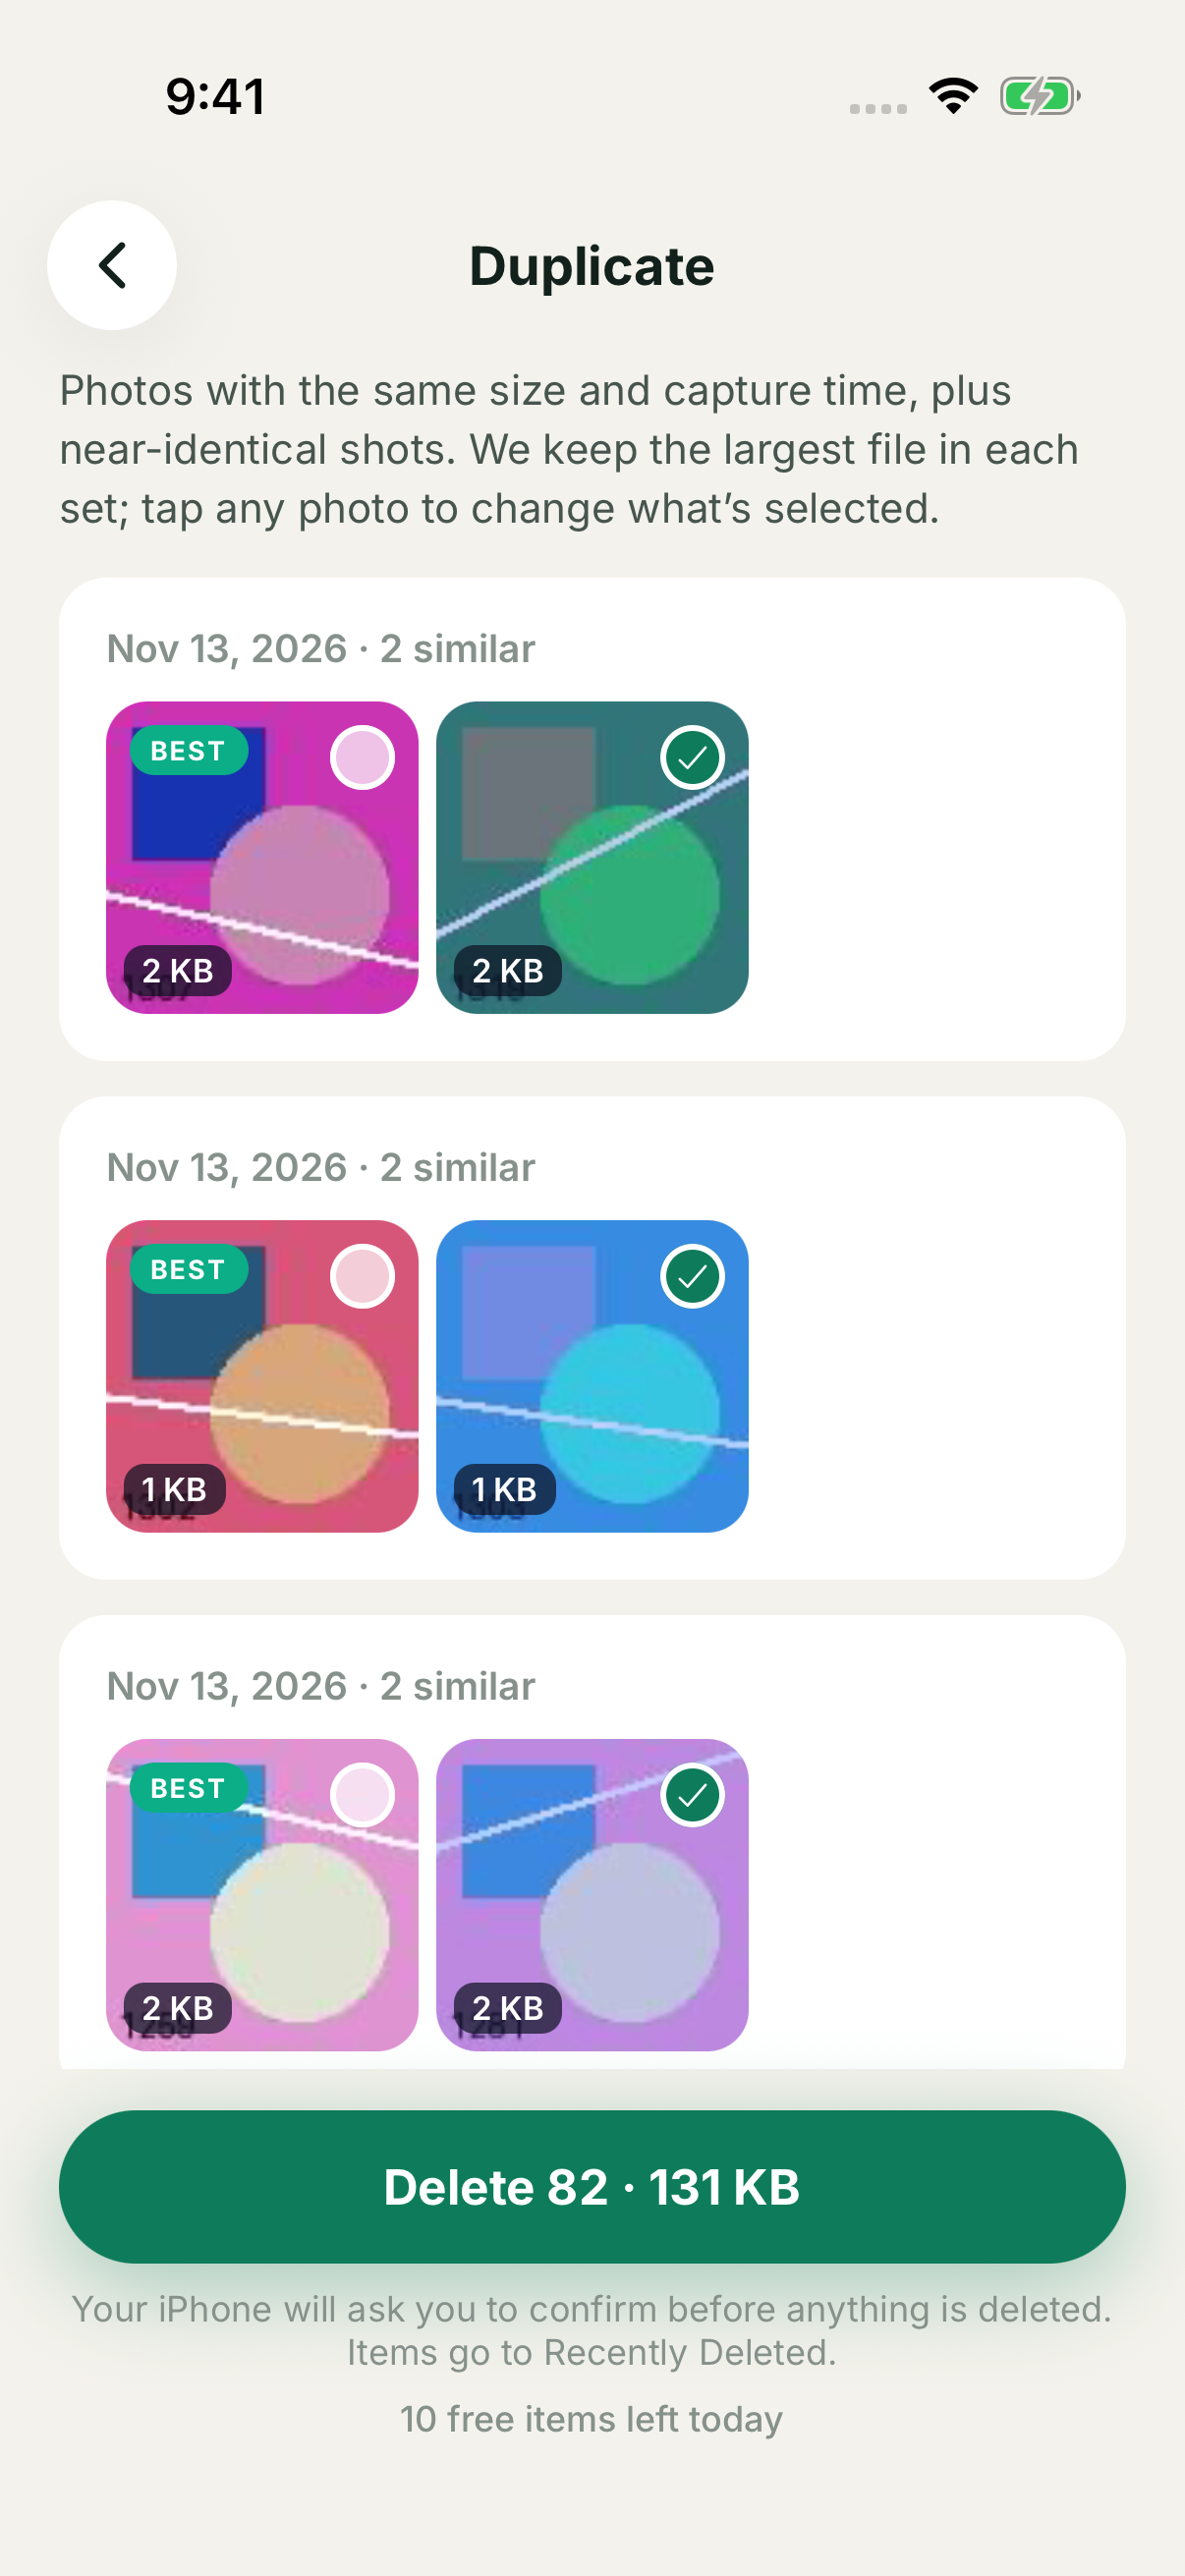 9:41
Duplicate
Photos with the same size and capture time, plus
near-identical shots. We keep the largest file in each
set; tap any photo to change what’s selected.
Nov 13, 2026 · 2 similar
BEST
2 KB
2 KB
Nov 13, 2026 · 2 similar
BEST
1 KB
1 KB
Nov 13, 2026 · 2 similar
BEST
2 KB
2 KB
Delete 82 · 131 KB
Your iPhone will ask you to confirm before anything is deleted.
Items go to Recently Deleted.
10 free items left today